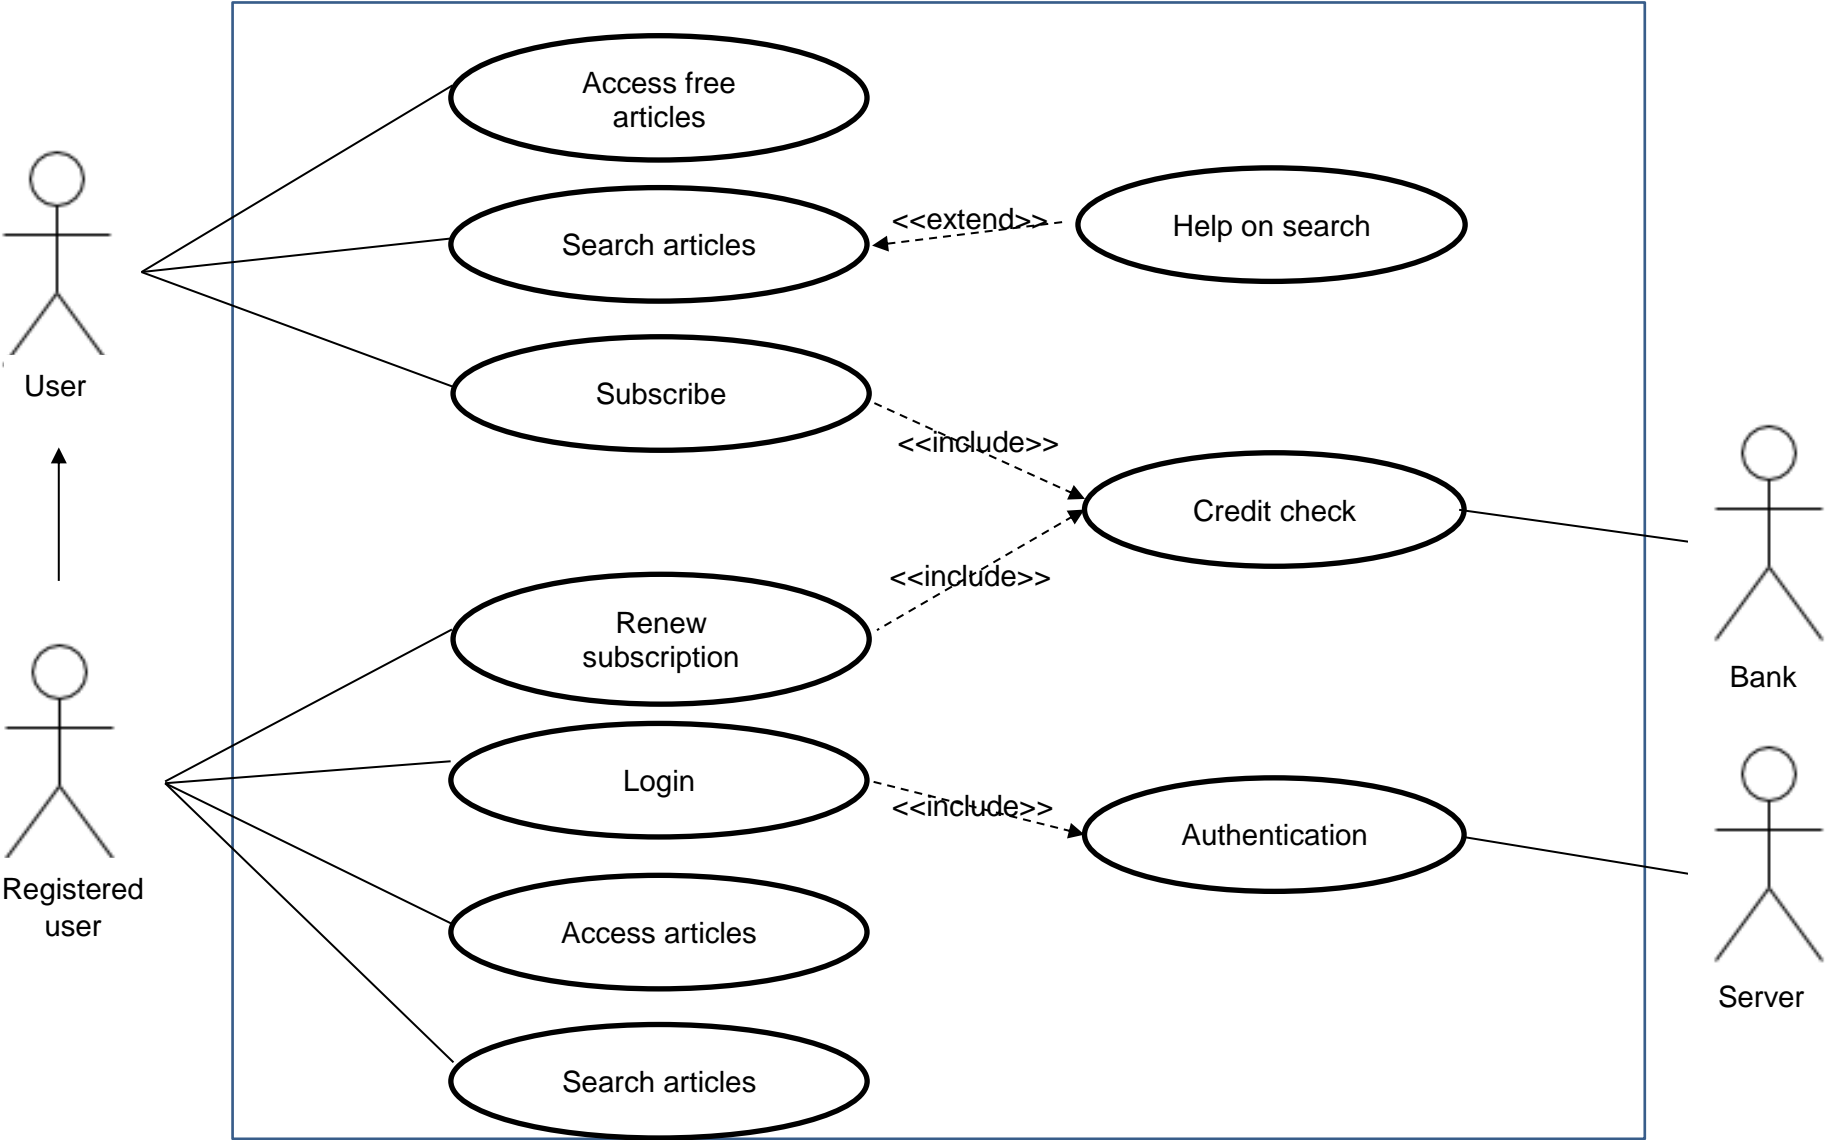 Access free
articles
Search articles
<<extend>>
Help on search
User
Subscribe
<<include>>
Credit check
<<include>>
Renew
subscription
Bank
Login
<<include>>
Authentication
Registered
user
Access articles
Server
Search articles